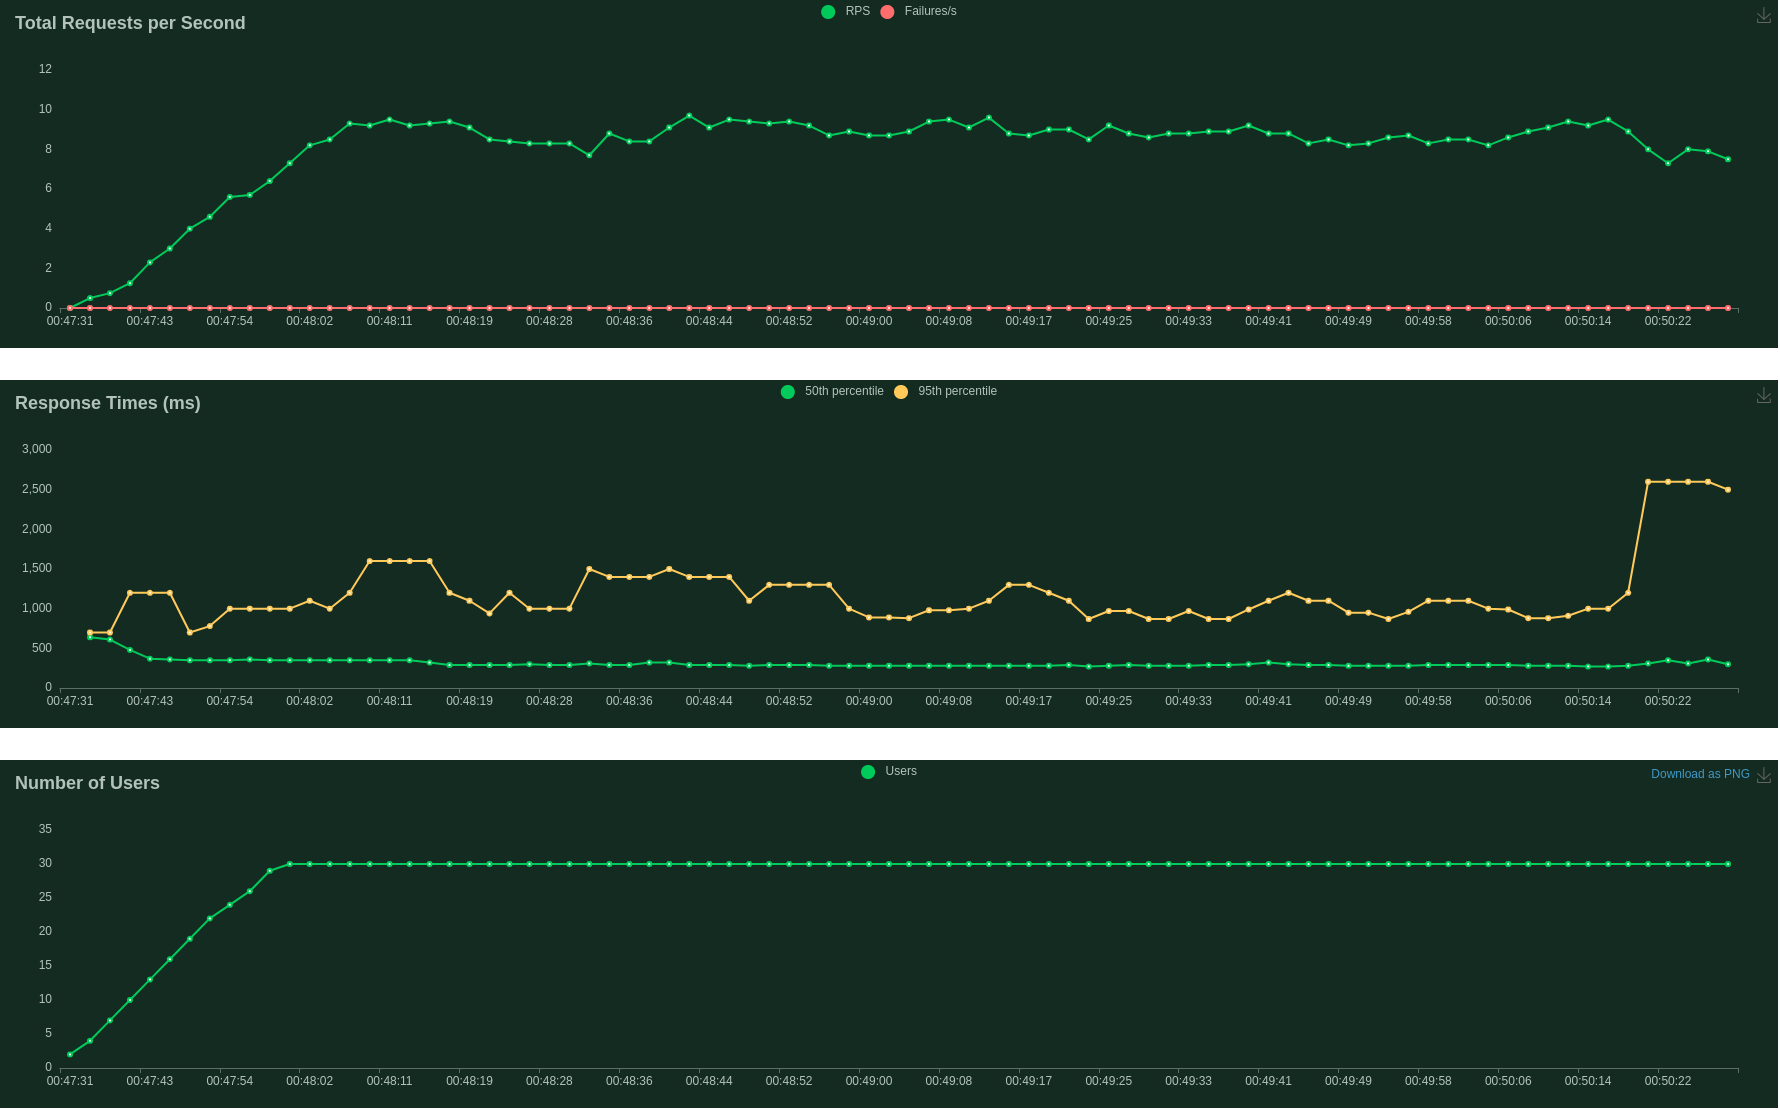 Total Requests per Second
RPS Failures/s
12
10
8
6
4
2
0
00:47:31 00:47:43 00:47:54 00:48:02 00:48:11 00:48:19 00:48:28 00:48:36 00:48:44 00:48:52 00:49:00 00:49:08 00:49:17 00:49:25 00:49:33 00:49:41 00:49:49 00:49:58 00:50:06 00:50:14 00:50:22
Response Times (ms)
50th percentile 95th percentile
3,000
2,500
2,000
1,500
1,000
500
0
00:47:31 00:47:43 00:47:54 00:48:02 00:48:11 00:48:19 00:48:28 00:48:36 00:48:44 00:48:52 00:49:00 00:49:08 00:49:17 00:49:25 00:49:33 00:49:41 00:49:49 00:49:58 00:50:06 00:50:14 00:50:22
Number of Users
Users
Download as PNG
35
30
25
20
15
10
5
0
00:47:31 00:47:43 00:47:54 00:48:02 00:48:11 00:48:19 00:48:28 00:48:36 00:48:44 00:48:52 00:49:00 00:49:08 00:49:17 00:49:25 00:49:33 00:49:41 00:49:49 00:49:58 00:50:06 00:50:14 00:50:22